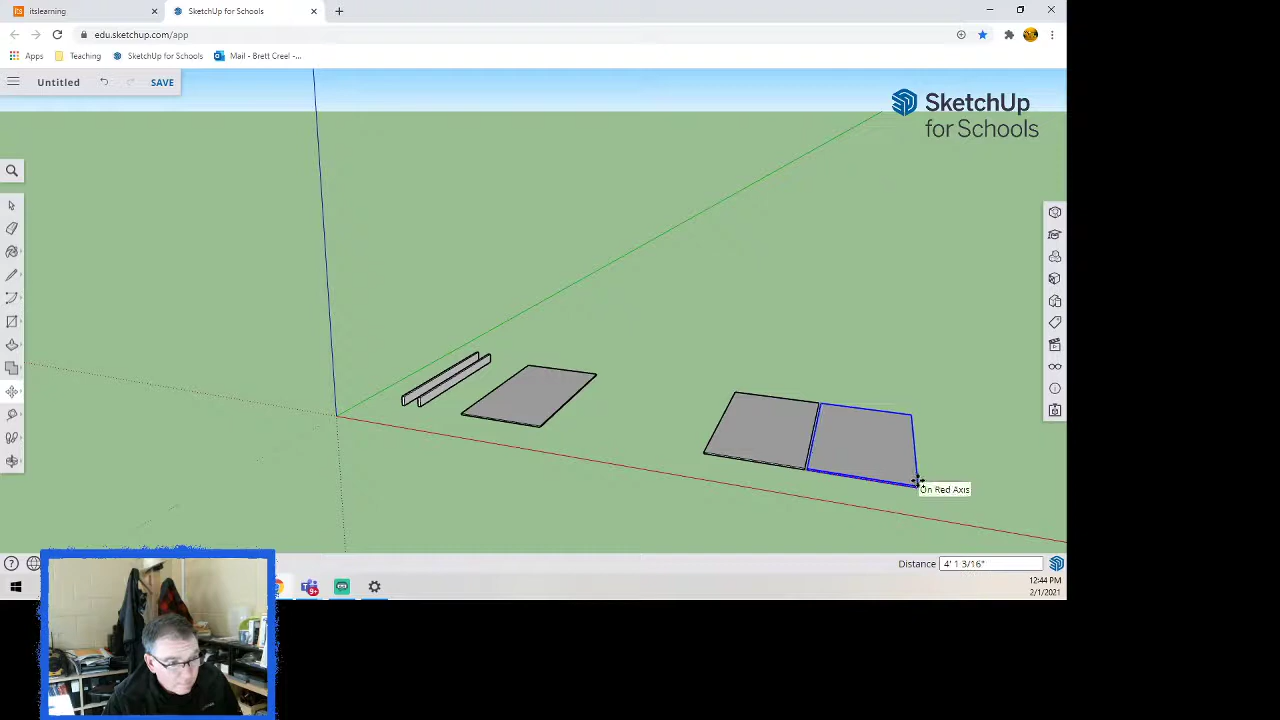 itslearning
SketchUp for Schools
edu.sketchup.com/app
Apps
Teaching
SketchUp for Schools
Mail - Brett Creel -...
Untitled
SAVE
SketchUp
for Schools
On Red Axis
Distance
4' 1 3/16"
9+
12:44 PM
2/1/2021